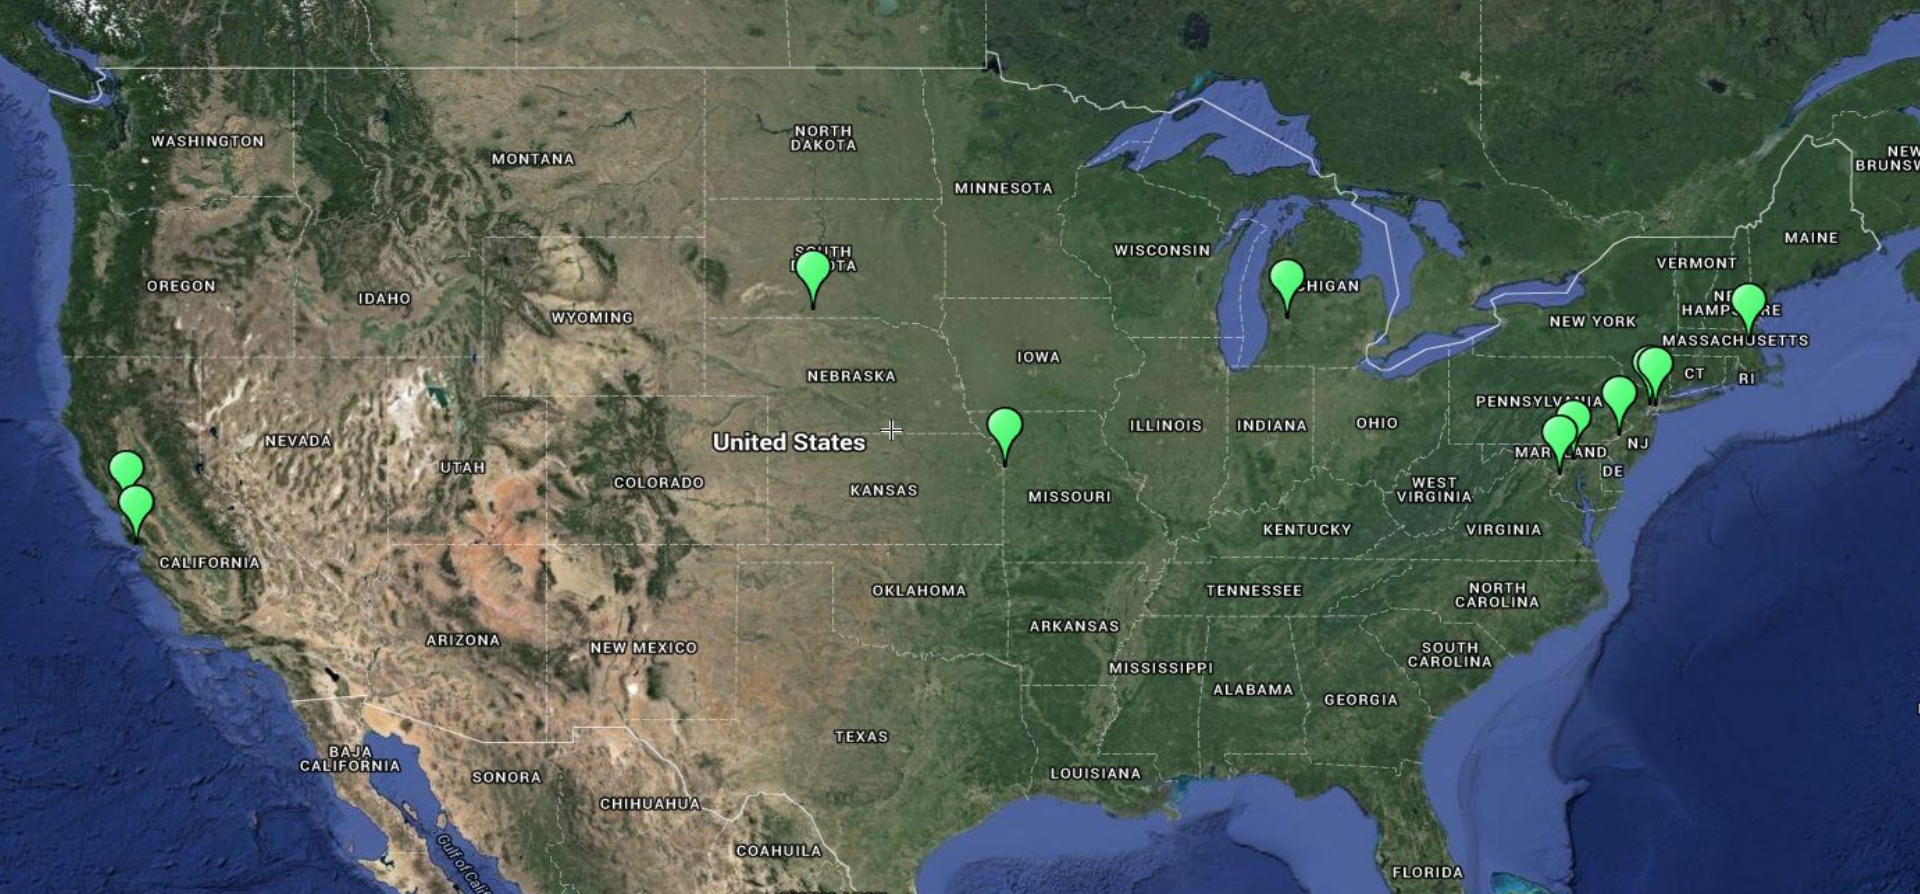 WASHINGTON
MONTANA
NORTH
DAKOTA
MINNESOTA
NEW
BRUNSW
MAINE
VERMONT
WISCONSIN
OREGON
IDAHO
WYOMING
MICHIGAN
HAMPSHIRE
NEW YORK
MASSACHUSETTS
IOWA
NEBRASKA
CT
RI
PENNSYLVANIA
NEVADA
United States
ILLINOIS
INDIANA
OHIO
NJ
MARYLAND
DE
UTAH
COLORADO
KANSAS
MISSOURI
WEST
VIRGINIA
KENTUCKY
VIRGINIA
CALIFORNIA
OKLAHOMA
TENNESSEE
NORTH
CAROLINA
ARIZONA
NEW MEXICO
ARKANSAS
SOUTH
CAROLINA
MISSISSIPPI
ALABAMA
GEORGIA
TEXAS
BAJA
CALIFORNIA
SONORA
LOUISIANA
CHIHUAHUA
COAHUILA
FLORIDA